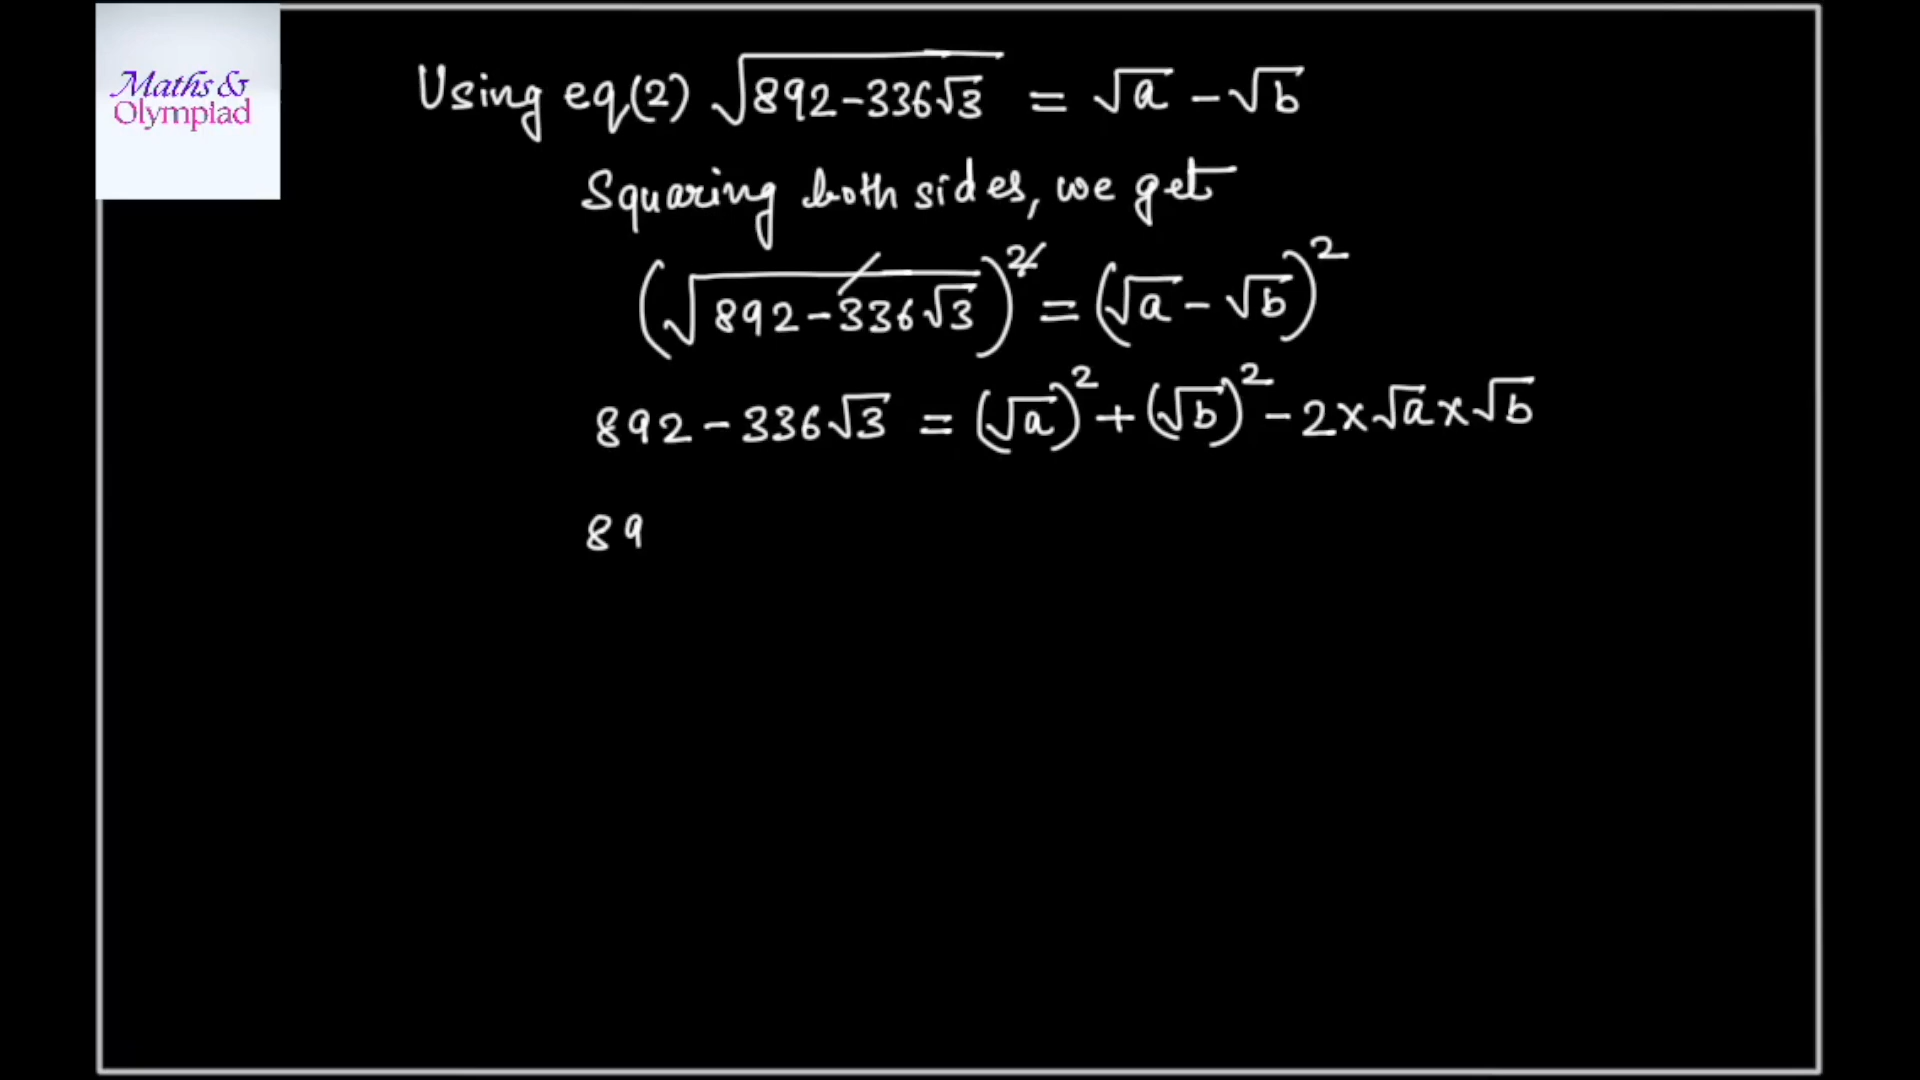 Maths &
Olympiad
Using eq(2) √(892-336√3) = √a - √b
Squaring both sides, we get
(√(892-336√3))² = (√a - √b)²
892-336√3 = (√a)² + (√b)² - 2×√a×√b
89